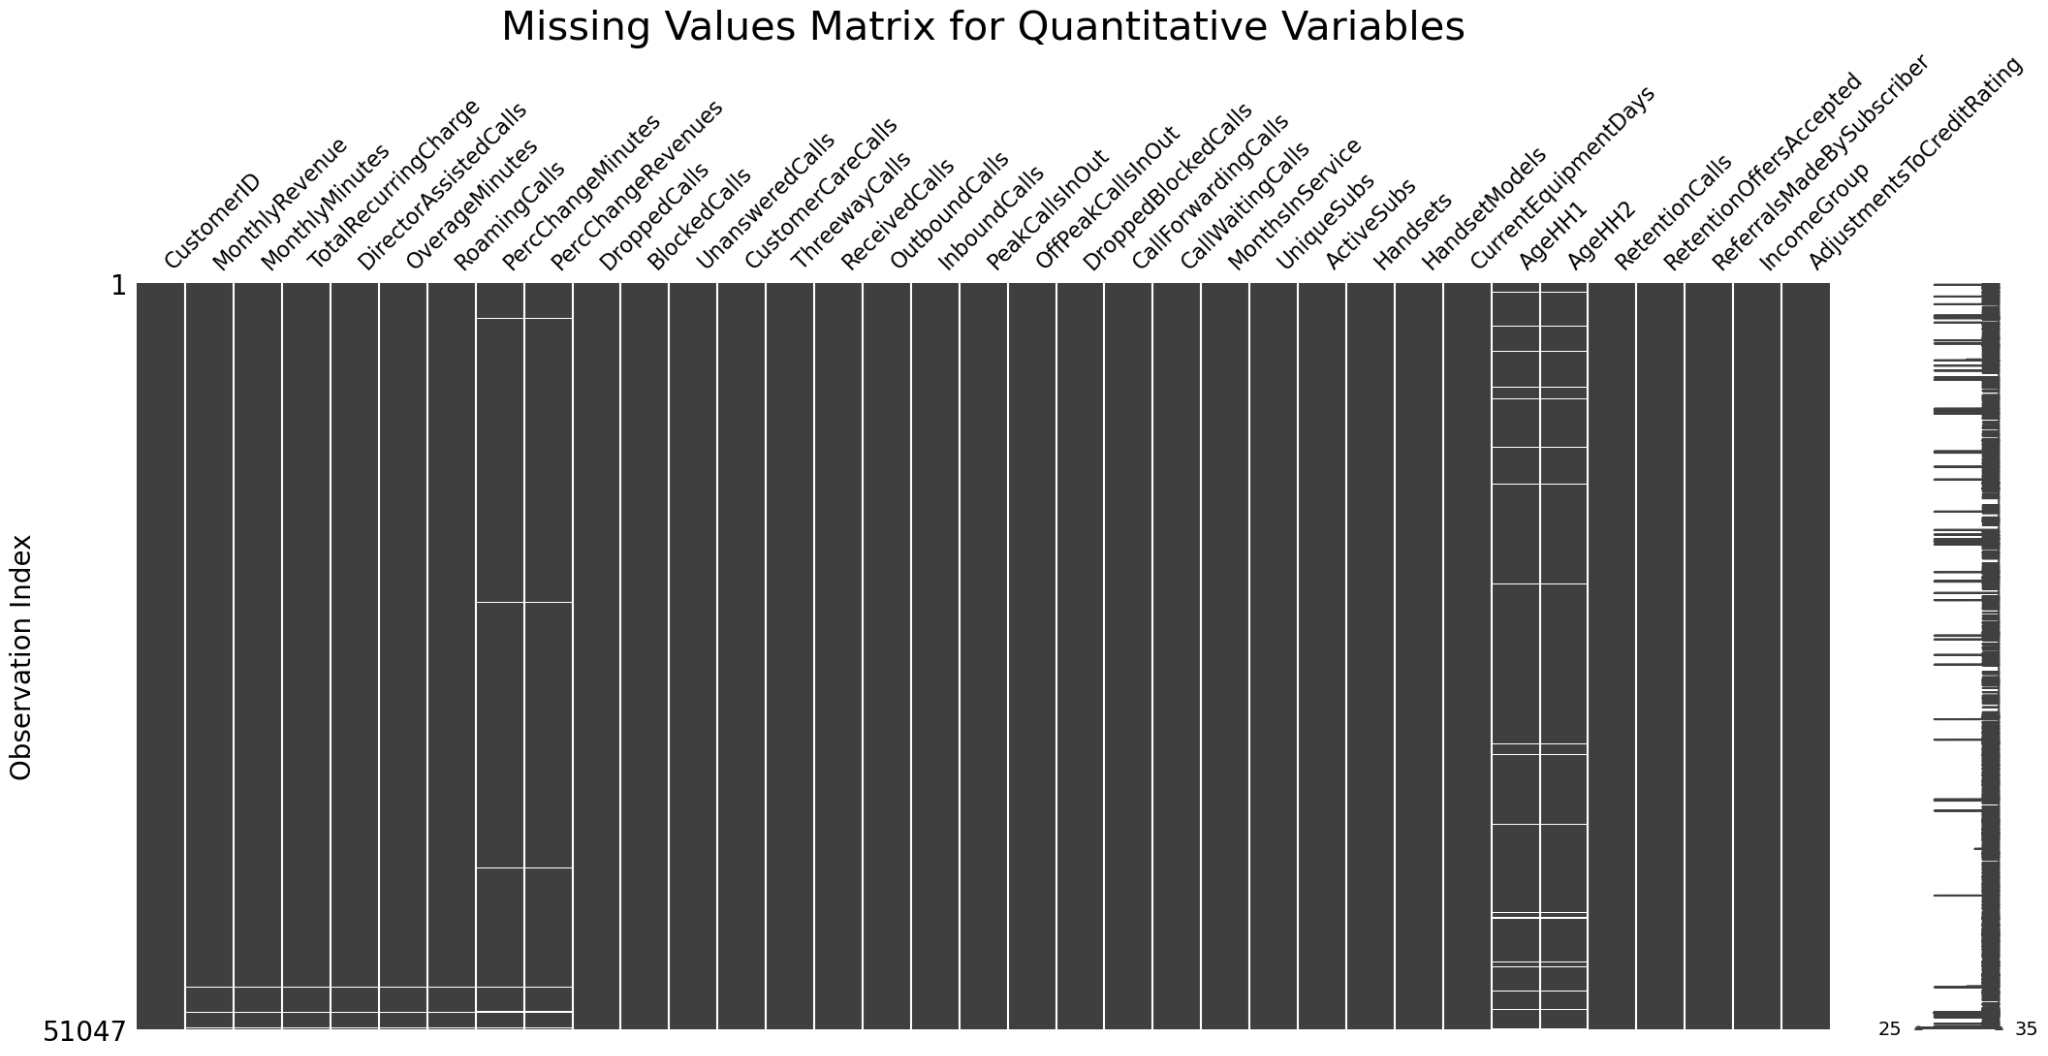 Missing Values Matrix for Quantitative Variables
CustomerID
MonthlyRevenue
MonthlyMinutes
TotalRecurringCharge
DirectorAssistedCalls
OverageMinutes
RoamingCalls
PercChangeMinutes
PercChangeRevenues
DroppedCalls
BlockedCalls
UnansweredCalls
CustomerCareCalls
ThreewayCalls
ReceivedCalls
OutboundCalls
InboundCalls
PeakCallsInOut
OffPeakCallsInOut
DroppedBlockedCalls
CallForwardingCalls
CallWaitingCalls
MonthsInService
UniqueSubs
ActiveSubs
Handsets
HandsetModels
CurrentEquipmentDays
AgeHH1
AgeHH2
RetentionCalls
RetentionOffersAccepted
ReferralsMadeBySubscriber
IncomeGroup
AdjustmentsToCreditRating
1
Observation Index
51047
25
35